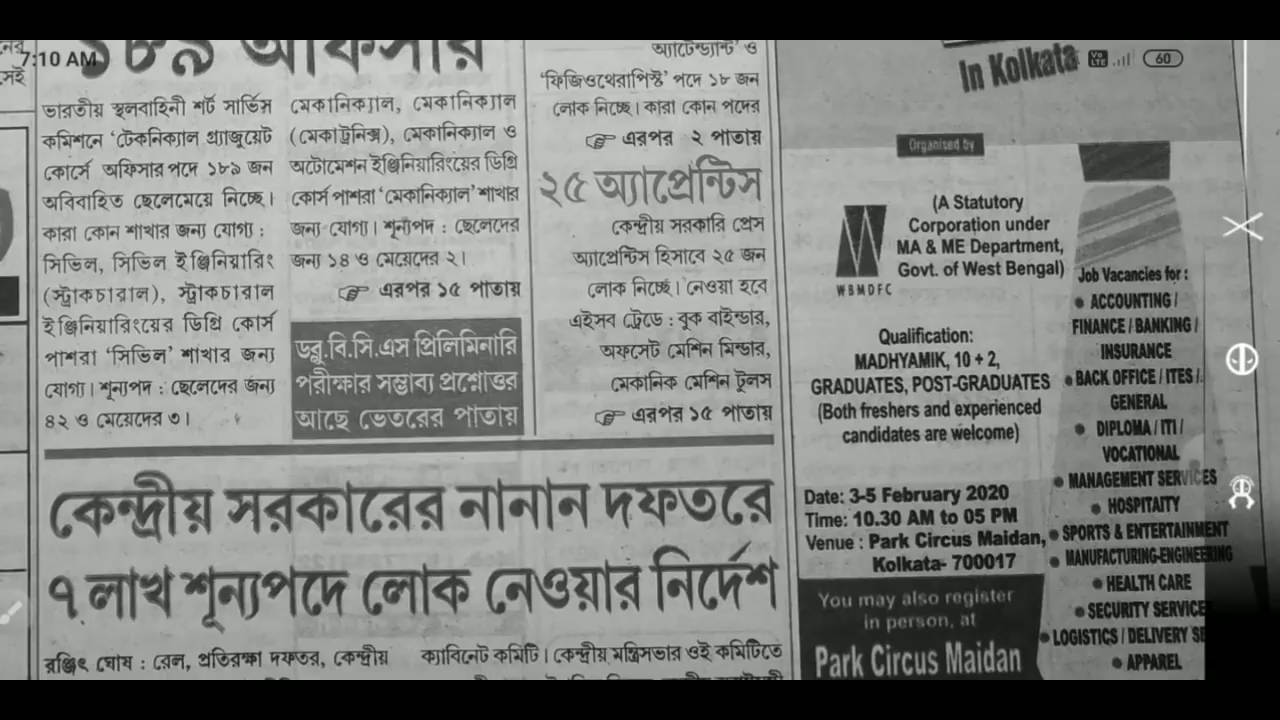 7:10 AM
১৮৯ অফিসার
ভারতীয় স্থলবাহিনী শর্ট সার্ভিস
কমিশনে 'টেকনিক্যাল গ্র্যাজুয়েট
কোর্সে অফিসার পদে ১৮৯ জন
অবিবাহিত ছেলেমেয়ে নিচ্ছে।
কারা কোন শাখার জন্য যোগ্য :
সিভিল, সিভিল ইঞ্জিনিয়ারিং
(স্ট্রাকচারাল), স্ট্রাকচারাল
ইঞ্জিনিয়ারিংয়ের ডিগ্রি কোর্স
পাশরা 'সিভিল' শাখার জন্য
যোগ্য। শূন্যপদ : ছেলেদের জন্য
৪২ ও মেয়েদের ৩।
মেকানিক্যাল, মেকানিক্যাল
(মেকাট্রনিক্স), মেকানিক্যাল ও
অটোমেশন ইঞ্জিনিয়ারিংয়ের ডিগ্রি
কোর্স পাশরা 'মেকানিক্যাল' শাখার
জন্য যোগ্য। শূন্যপদ : ছেলেদের
জন্য ১৪ ও মেয়েদের ২।
এরপর ১৫ পাতায়
ডব্লু.বি.সি.এস প্রিলিমিনারি
পরীক্ষার সম্ভাব্য প্রশ্নোত্তর
আছে ভেতরের পাতায়
অ্যাটেন্ড্যান্ট' ও
'ফিজিওথেরাপিস্ট' পদে ১৮ জন
লোক নিচ্ছে। কারা কোন পদের
এরপর ২ পাতায়
২৫ অ্যাপ্রেন্টিস
কেন্দ্রীয় সরকারি প্রেস
অ্যাপ্রেন্টিস হিসাবে ২৫ জন
লোক নিচ্ছে। নেওয়া হবে
এইসব ট্রেডে : বুক বাইন্ডার,
অফসেট মেশিন মিন্ডার,
মেকানিক মেশিন টুলস
এরপর ১৫ পাতায়
কেন্দ্রীয় সরকারের নানান দফতরে
৭ লাখ শূন্যপদে লোক নেওয়ার নির্দেশ
রঞ্জিৎ ঘোষ : রেল, প্রতিরক্ষা দফতর, কেন্দ্রীয়
ক্যাবিনেট কমিটি। কেন্দ্রীয় মন্ত্রিসভার ওই কমিটিতে
In Kolkata
60
Organised by
WBMDFC
(A Statutory
Corporation under
MA & ME Department,
Govt. of West Bengal)
Qualification:
MADHYAMIK, 10 + 2,
GRADUATES, POST-GRADUATES
(Both freshers and experienced
candidates are welcome)
Date: 3-5 February 2020
Time: 10.30 AM to 05 PM
Venue : Park Circus Maidan,
Kolkata- 700017
You may also register
in person, at
Park Circus Maidan
Job Vacancies for :
● ACCOUNTING /
FINANCE / BANKING /
INSURANCE
● BACK OFFICE / ITES /
GENERAL
● DIPLOMA / ITI /
VOCATIONAL
● MANAGEMENT SERVICES
● HOSPITAITY
● SPORTS & ENTERTAINMENT
● MANUFACTURING-ENGINEERING
● HEALTH CARE
● SECURITY SERVICE
● LOGISTICS / DELIVERY SE
● APPAREL